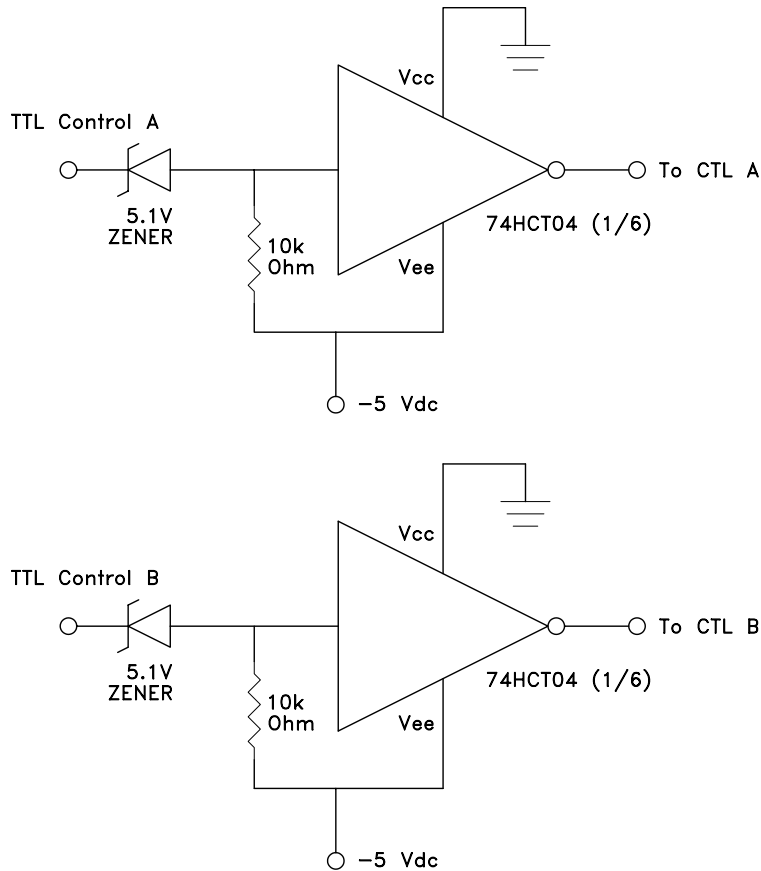 Vcc
TTL Control A
To CTL A
5.1V
ZENER
74HCT04 (1/6)
10k
Ohm
Vee
−5 Vdc
Vcc
TTL Control B
To CTL B
5.1V
ZENER
74HCT04 (1/6)
10k
Ohm
Vee
−5 Vdc